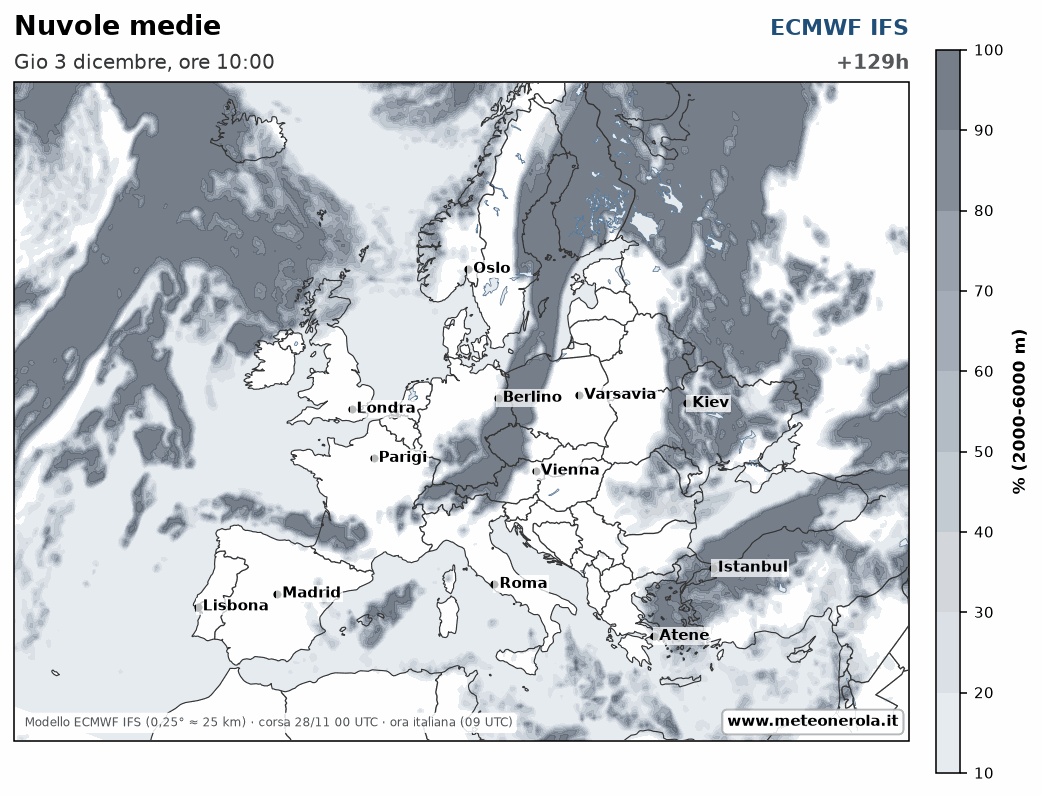 Nuvole medie
ECMWF IFS
Gio 3 dicembre, ore 10:00
+129h
Oslo
Londra
Berlino
Varsavia
Kiev
Parigi
Vienna
Istanbul
Roma
Madrid
Lisbona
Atene
Modello ECMWF IFS (0,25° ≈ 25 km) · corsa 28/11 00 UTC · ora italiana (09 UTC)
www.meteonerola.it
100
90
80
70
60
50
40
30
20
10
% (2000-6000 m)